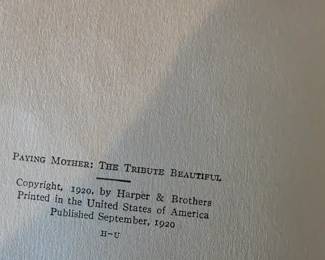 PAYING MOTHER: THE TRIBUTE BEAUTIFUL
Copyright, 1920, by Harper & Brothers
Printed in the United States of America
Published September, 1920
H-U